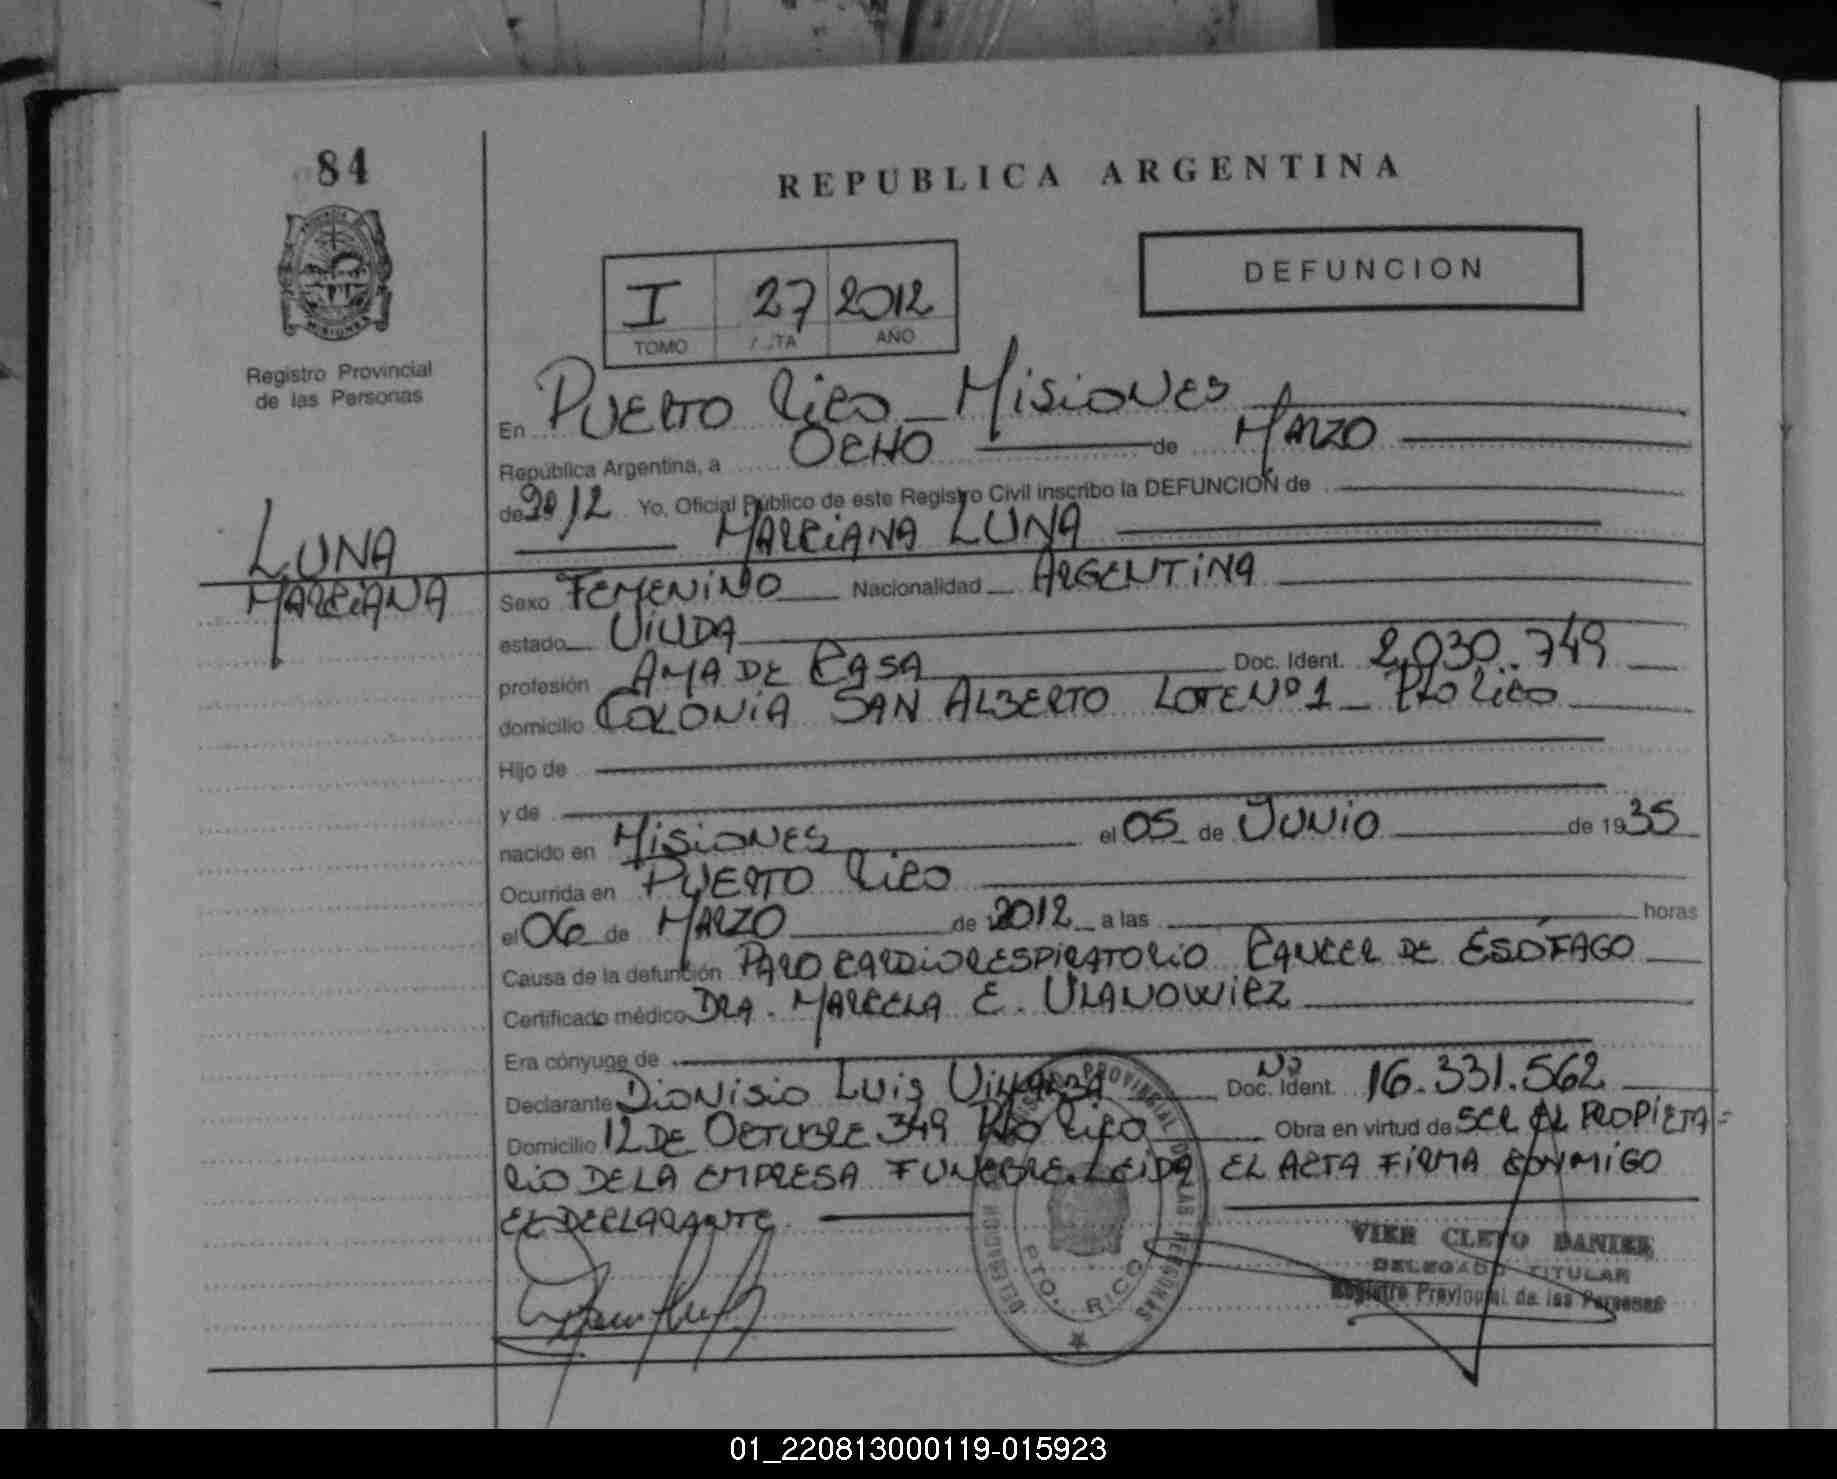 84
REPUBLICA ARGENTINA
DEFUNCION
I 27 2012
TOMO AÑO
Registro Provincial
de las Personas
LUNA
MARCIANA
En PUERTO RICO _ MISIONES
República Argentina, a OCHO de MARZO
de 2012 Yo, Oficial Público de este Registro Civil inscribo la DEFUNCION de
MARCIANA LUNA
Sexo FEMENINO Nacionalidad ARGENTINA
estado VIUDA
profesión AMA DE CASA Doc. Ident. 2.030.749
domicilio COLONIA SAN ALBERTO LOTE Nº 1 _ Pto RICO
Hijo de
y de
nacido en MISIONES el 05 de JUNIO de 1935
Ocurrida en PUERTO RICO
el 06 de MARZO de 2012 a las horas
Causa de la defunción PARO CARDIORESPIRATORIO CANCER DE ESÓFAGO
Certificado médico DRA. MARCELA E. ULANOWICZ
Era cónyuge de
Declarante DIONISIO LUIS Doc. Ident. Nº 16.331.562
Domicilio 12 DE OCTUBRE 349 Pto RICO Obra en virtud de SER EL PROPIETA=
RIO DE LA EMPRESA FUNEBRE. LEIDA EL ACTA FIRMA CONMIGO
EL DECLARANTE.
PROVINCIAL DE LAS PERSONAS
DELEGACION
PTO. RICO
CLETO
DELEGADO TITULAR
Registro Provincial de las Personas
01_220813000119-015923